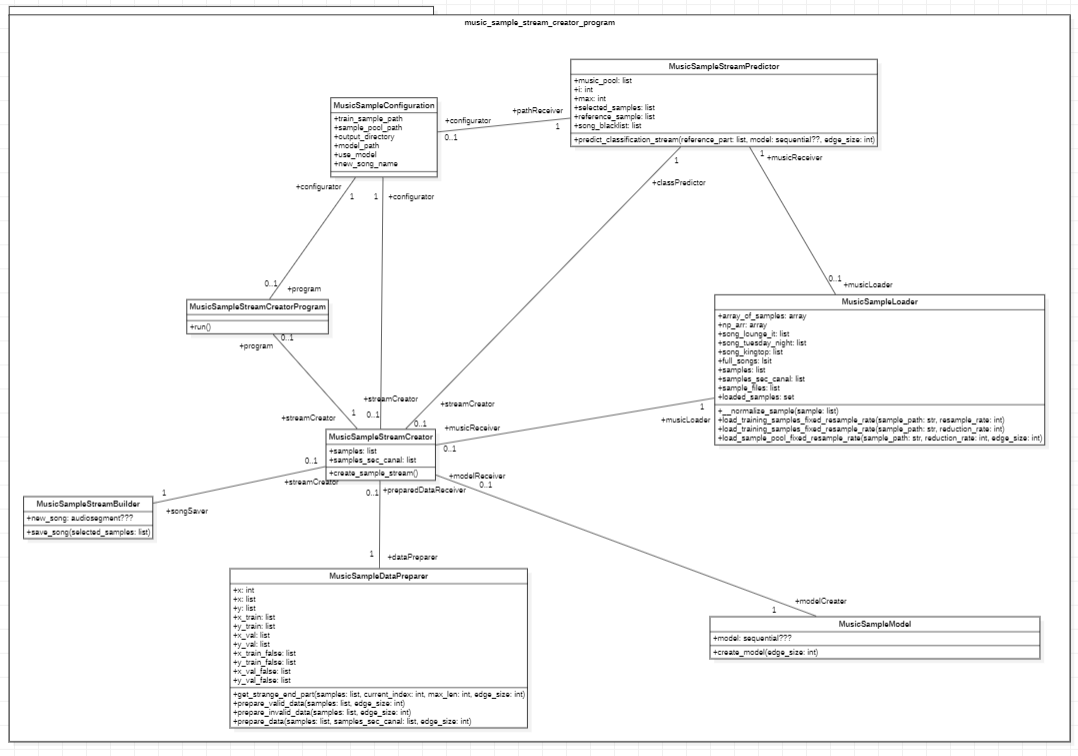 music_sample_stream_creator_program
MusicSampleStreamPredictor
+music_pool: list
+i: int
+max: int
+selected_samples: list
+reference_sample: list
+song_blacklist: list
+predict_classification_stream(reference_part: list, model: sequential??, edge_size: int)
MusicSampleConfiguration
+train_sample_path
+sample_pool_path
+output_directory
+model_path
+use_model
+new_song_name
+configurator
0..1
+pathReceiver
1
+configurator
1
1
+configurator
1
+classPredictor
1
+musicReceiver
0..1
+program
0..1
+musicLoader
MusicSampleStreamCreatorProgram
+run()
0..1
+program
MusicSampleLoader
+array_of_samples: array
+np_arr: array
+song_lounge_it: list
+song_tuesday_night: list
+song_kingtop: list
+full_songs: lsit
+samples: list
+samples_sec_canal: list
+sample_files: list
+loaded_samples: set
+__normalize_sample(sample: list)
+load_training_samples_fixed_resample_rate(sample_path: str, resample_rate: int)
+load_training_samples_fixed_resample_rate(sample_path: str, reduction_rate: int)
+load_sample_pool_fixed_resample_rate(sample_path: str, reduction_rate: int, edge_size: int)
+streamCreator
1
+streamCreator
0..1
+streamCreator
0..1
1
+musicLoader
+musicReceiver
0..1
MusicSampleStreamCreator
+samples: list
+samples_sec_canal: list
+create_sample_stream()
0..1
+streamCreator
+modelReceiver
0..1
0..1
+preparedDataReceiver
MusicSampleStreamBuilder
+new_song: audiosegment???
+save_song(selected_samples: list)
1
+songSaver
1
+dataPreparer
MusicSampleDataPreparer
+x: int
+x: list
+y: list
+x_train: list
+y_train: list
+x_val: list
+y_val: list
+x_train_false: list
+y_train_false: list
+x_val_false: list
+y_val_false: list
+get_strange_end_part(samples: list, current_index: int, max_len: int, edge_size: int)
+prepare_valid_data(samples: list, edge_size: int)
+prepare_invalid_data(samples: list, edge_size: int)
+prepare_data(samples: list, samples_sec_canal: list, edge_size: int)
+modelCreater
1
MusicSampleModel
+model: sequential???
+create_model(edge_size: int)